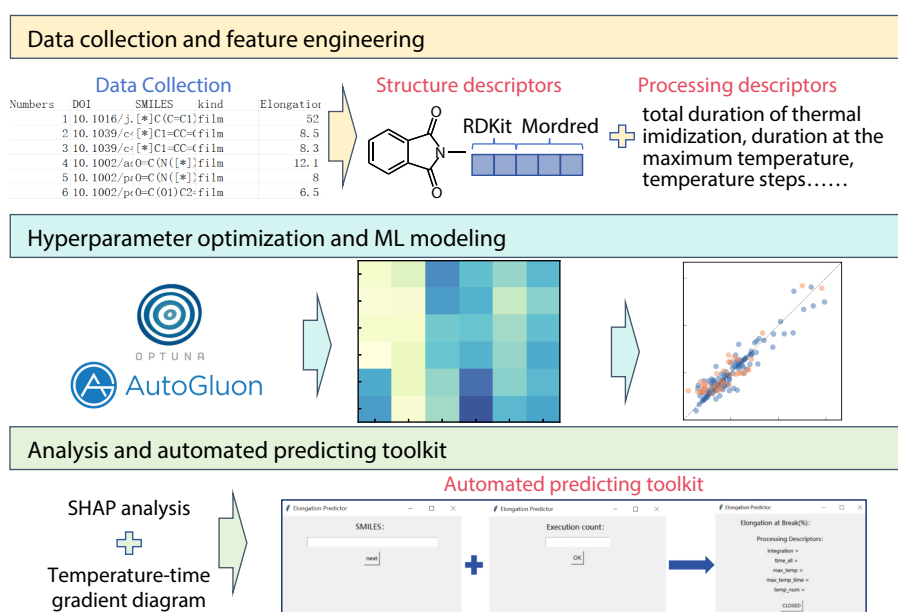 Data collection and feature engineering
Data Collection
Structure descriptors
Processing descriptors
Numbers DOI SMILES kind Elongation
1 10.1016/j.[*]C(C=C1)film 52
2 10.1039/c4[*]C1=CC=(film 8.5
3 10.1039/c4[*]C1=CC=(film 8.3
4 10.1002/acO=C(N([*])film 12.1
5 10.1002/pcO=C(N([*])film 8
6 10.1002/pcO=C(O1)C2=film 6.5
O
N
O
RDKit Mordred
total duration of thermal
imidization, duration at the
maximum temperature,
temperature steps......
Hyperparameter optimization and ML modeling
OPTUNA
AutoGluon
Analysis and automated predicting toolkit
SHAP analysis
Temperature-time
gradient diagram
Automated predicting toolkit
Elongation Predictor
SMILES:
next
Elongation Predictor
Execution count:
OK
Elongation Predictor
Elongation at Break(%):
Processing Descriptors:
integration =
time_all =
max_temp =
max_temp_time =
temp_num =
CLOSED